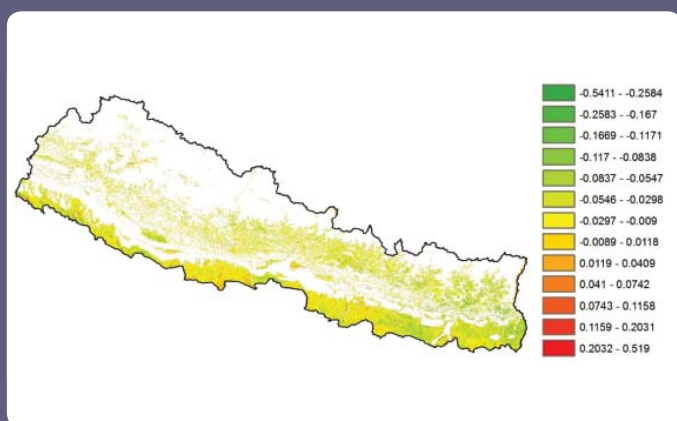 -0.5411 - -0.2584
-0.2583 - -0.167
-0.1669 - -0.1171
-0.117 - -0.0838
-0.0837 - -0.0547
-0.0546 - -0.0298
-0.0297 - -0.009
-0.0089 - 0.0118
0.0119 - 0.0409
0.041 - 0.0742
0.0743 - 0.1158
0.1159 - 0.2031
0.2032 - 0.519